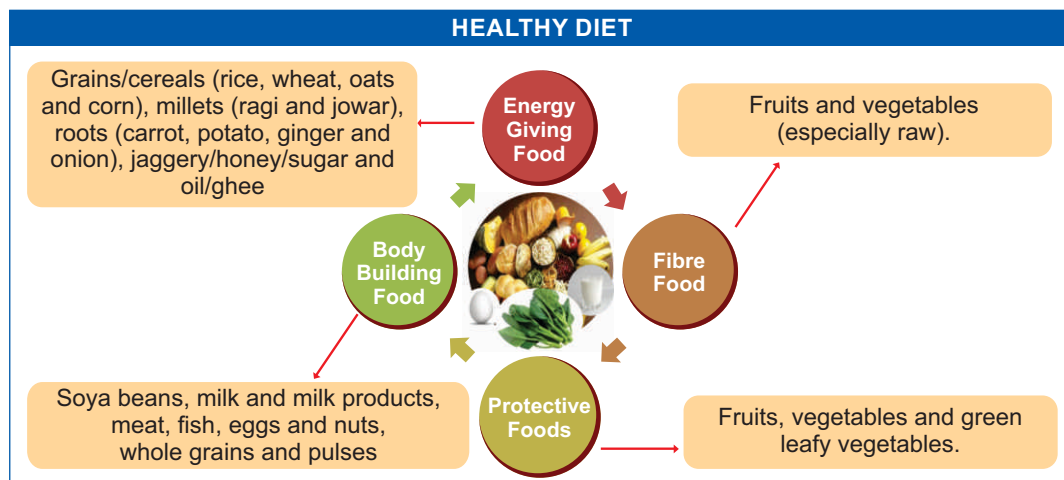 HEALTHY DIET
Grains/cereals (rice, wheat, oats
and corn), millets (ragi and jowar),
roots (carrot, potato, ginger and
onion), jaggery/honey/sugar and
oil/ghee
Energy
Giving
Food
Fruits and vegetables
(especially raw).
Body
Building
Food
Fibre
Food
Soya beans, milk and milk products,
meat, fish, eggs and nuts,
whole grains and pulses
Protective
Foods
Fruits, vegetables and green
leafy vegetables.